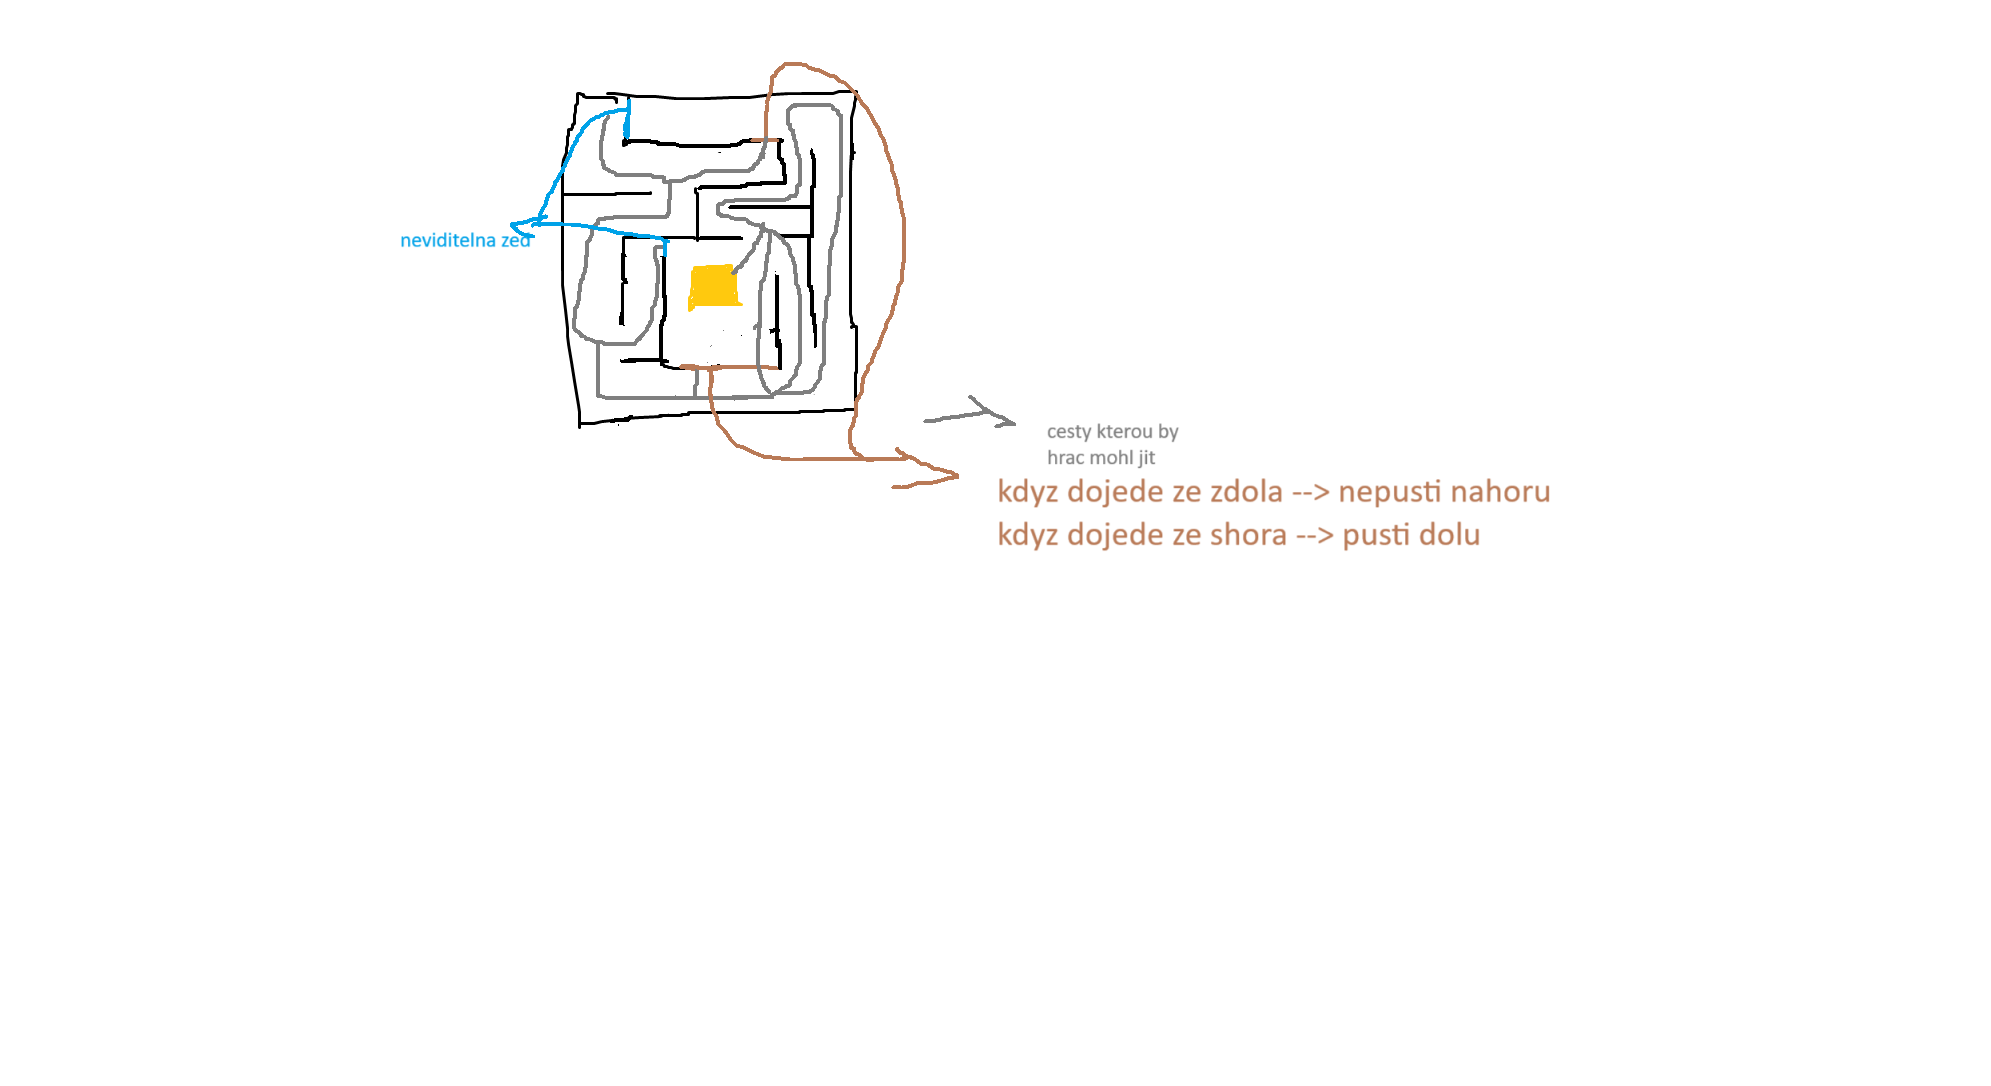 neviditelna zed
cesty kterou by
hrac mohl jit
kdyz dojede ze zdola --> nepusti nahoru
kdyz dojede ze shora --> pusti dolu